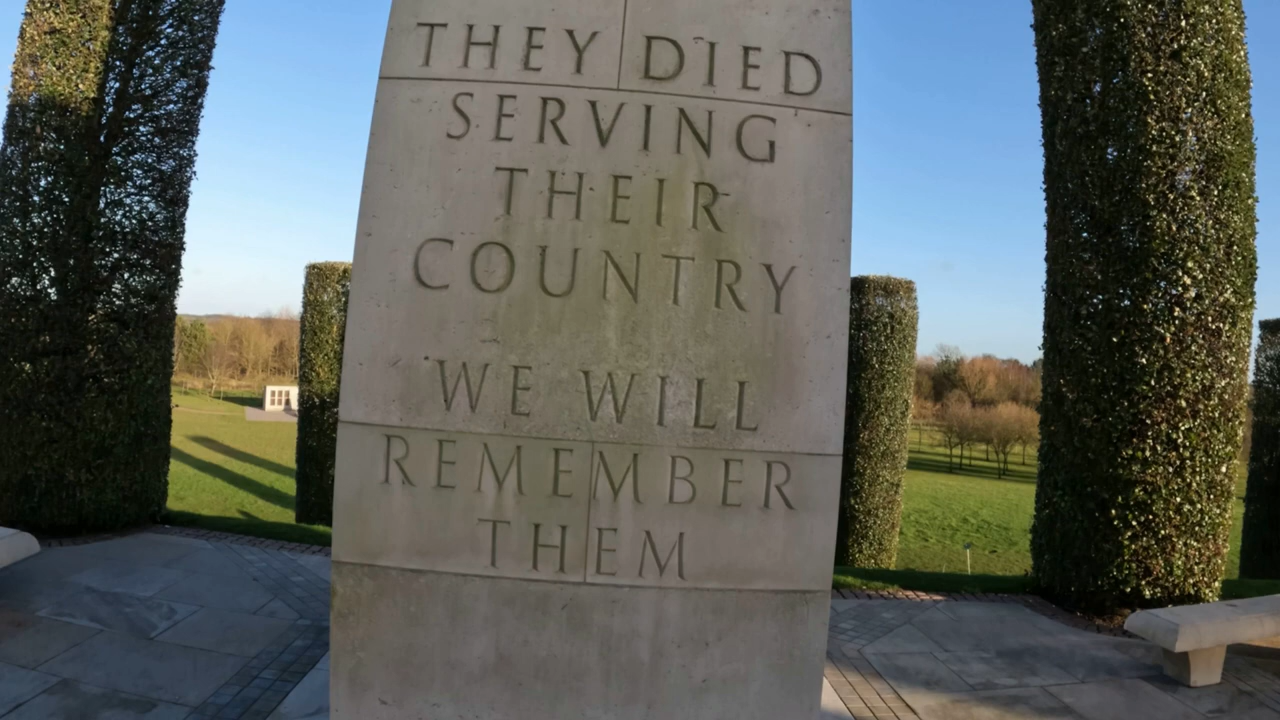 THEY DIED
SERVING
THEIR
COUNTRY
WE WILL
REMEMBER
THEM